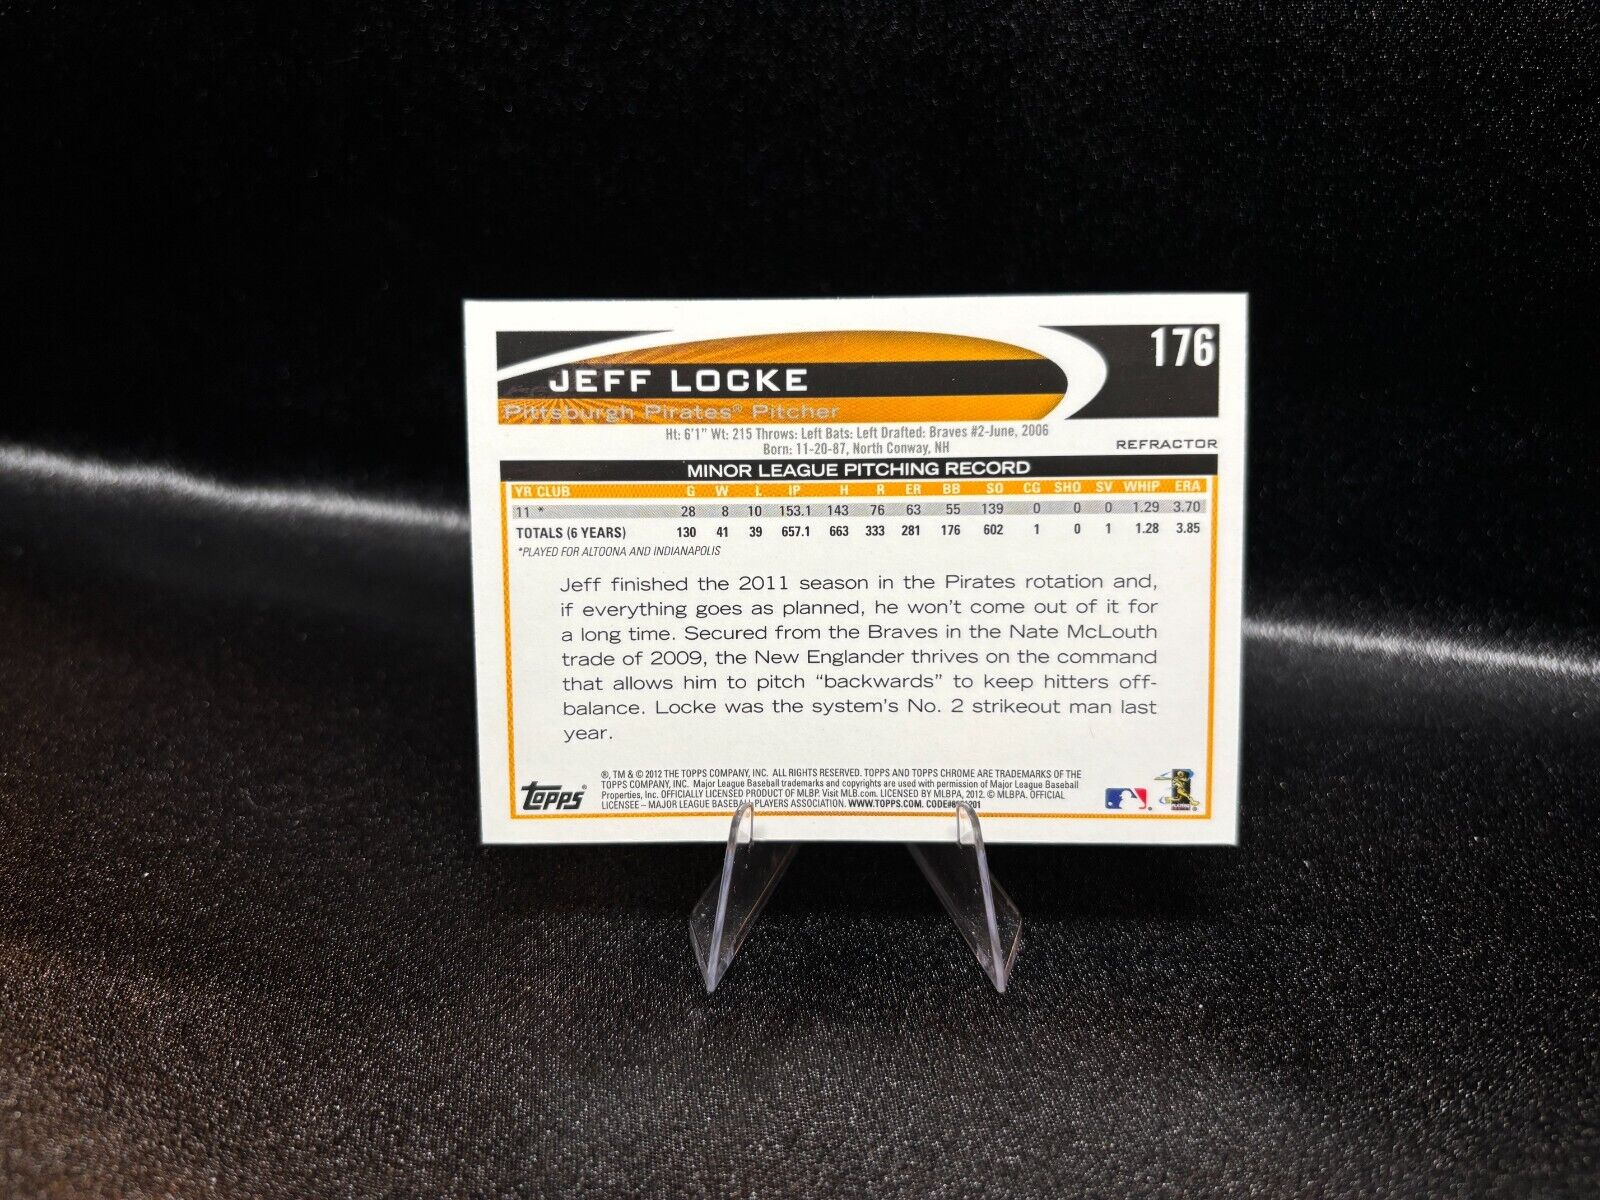 176
JEFF LOCKE
Pittsburgh Pirates® Pitcher
Ht: 6'1" Wt: 215 Throws: Left Bats: Left Drafted: Braves #2-June, 2006
Born: 11-20-87, North Conway, NH
REFRACTOR
MINOR LEAGUE PITCHING RECORD
YR CLUB G W L IP H R ER BB SO CG SHO SV WHIP ERA
11 * 28 8 10 153.1 143 76 63 55 139 0 0 0 1.29 3.70
TOTALS (6 YEARS) 130 41 39 657.1 663 333 281 176 602 1 0 1 1.28 3.85
*PLAYED FOR ALTOONA AND INDIANAPOLIS
Jeff finished the 2011 season in the Pirates rotation and,
if everything goes as planned, he won't come out of it for
a long time. Secured from the Braves in the Nate McLouth
trade of 2009, the New Englander thrives on the command
that allows him to pitch "backwards" to keep hitters off-
balance. Locke was the system's No. 2 strikeout man last
year.
Topps®
®, TM & © 2012 THE TOPPS COMPANY, INC. ALL RIGHTS RESERVED. TOPPS AND TOPPS CHROME ARE TRADEMARKS OF THE
TOPPS COMPANY, INC. Major League Baseball trademarks and copyrights are used with permission of Major League Baseball
Properties, Inc. OFFICIALLY LICENSED PRODUCT OF MLBP. Visit MLB.com. LICENSED BY MLBPA, 2012. © MLBPA. OFFICIAL
LICENSEE – MAJOR LEAGUE BASEBALL PLAYERS ASSOCIATION. WWW.TOPPS.COM.